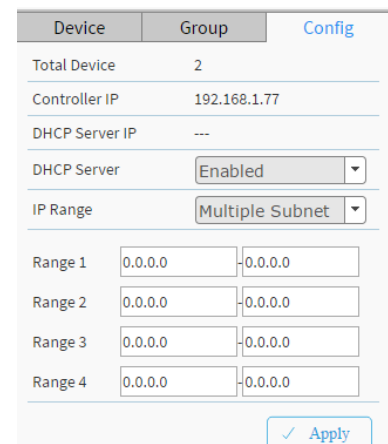 Device Group Config
Total Device 2
Controller IP 192.168.1.77
DHCP Server IP ---
DHCP Server Enabled
IP Range Multiple Subnet
Range 1 0.0.0.0 -0.0.0.0
Range 2 0.0.0.0 -0.0.0.0
Range 3 0.0.0.0 -0.0.0.0
Range 4 0.0.0.0 -0.0.0.0
✓ Apply